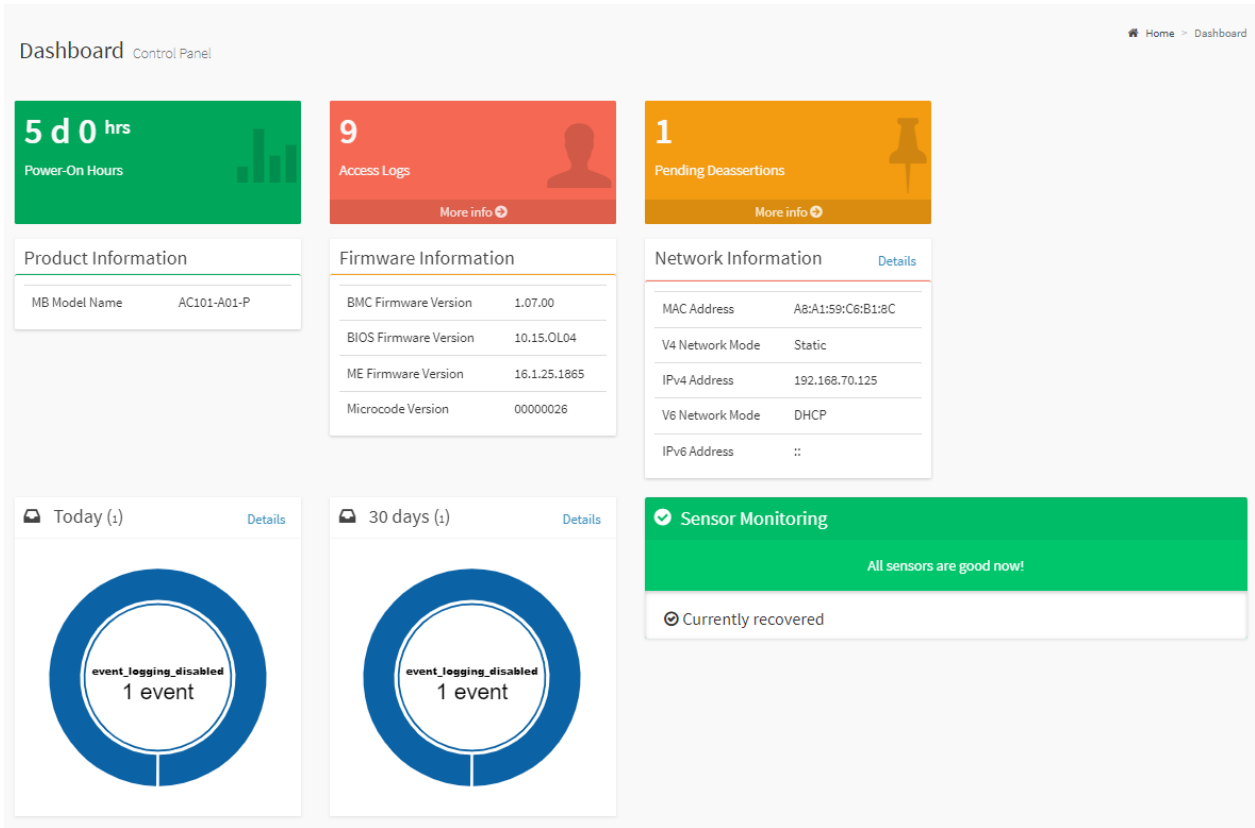 Home > Dashboard
Dashboard Control Panel
5 d 0 hrs
Power-On Hours
9
Access Logs
More info
1
Pending Deassertions
More info
Product Information
MB Model Name AC101-A01-P
Firmware Information
BMC Firmware Version 1.07.00
BIOS Firmware Version 10.15.OL04
ME Firmware Version 16.1.25.1865
Microcode Version 00000026
Network Information Details
MAC Address A8:A1:59:C6:B1:8C
V4 Network Mode Static
IPv4 Address 192.168.70.125
V6 Network Mode DHCP
IPv6 Address ::
Today (1) Details
event_logging_disabled
1 event
30 days (1) Details
event_logging_disabled
1 event
Sensor Monitoring
All sensors are good now!
Currently recovered